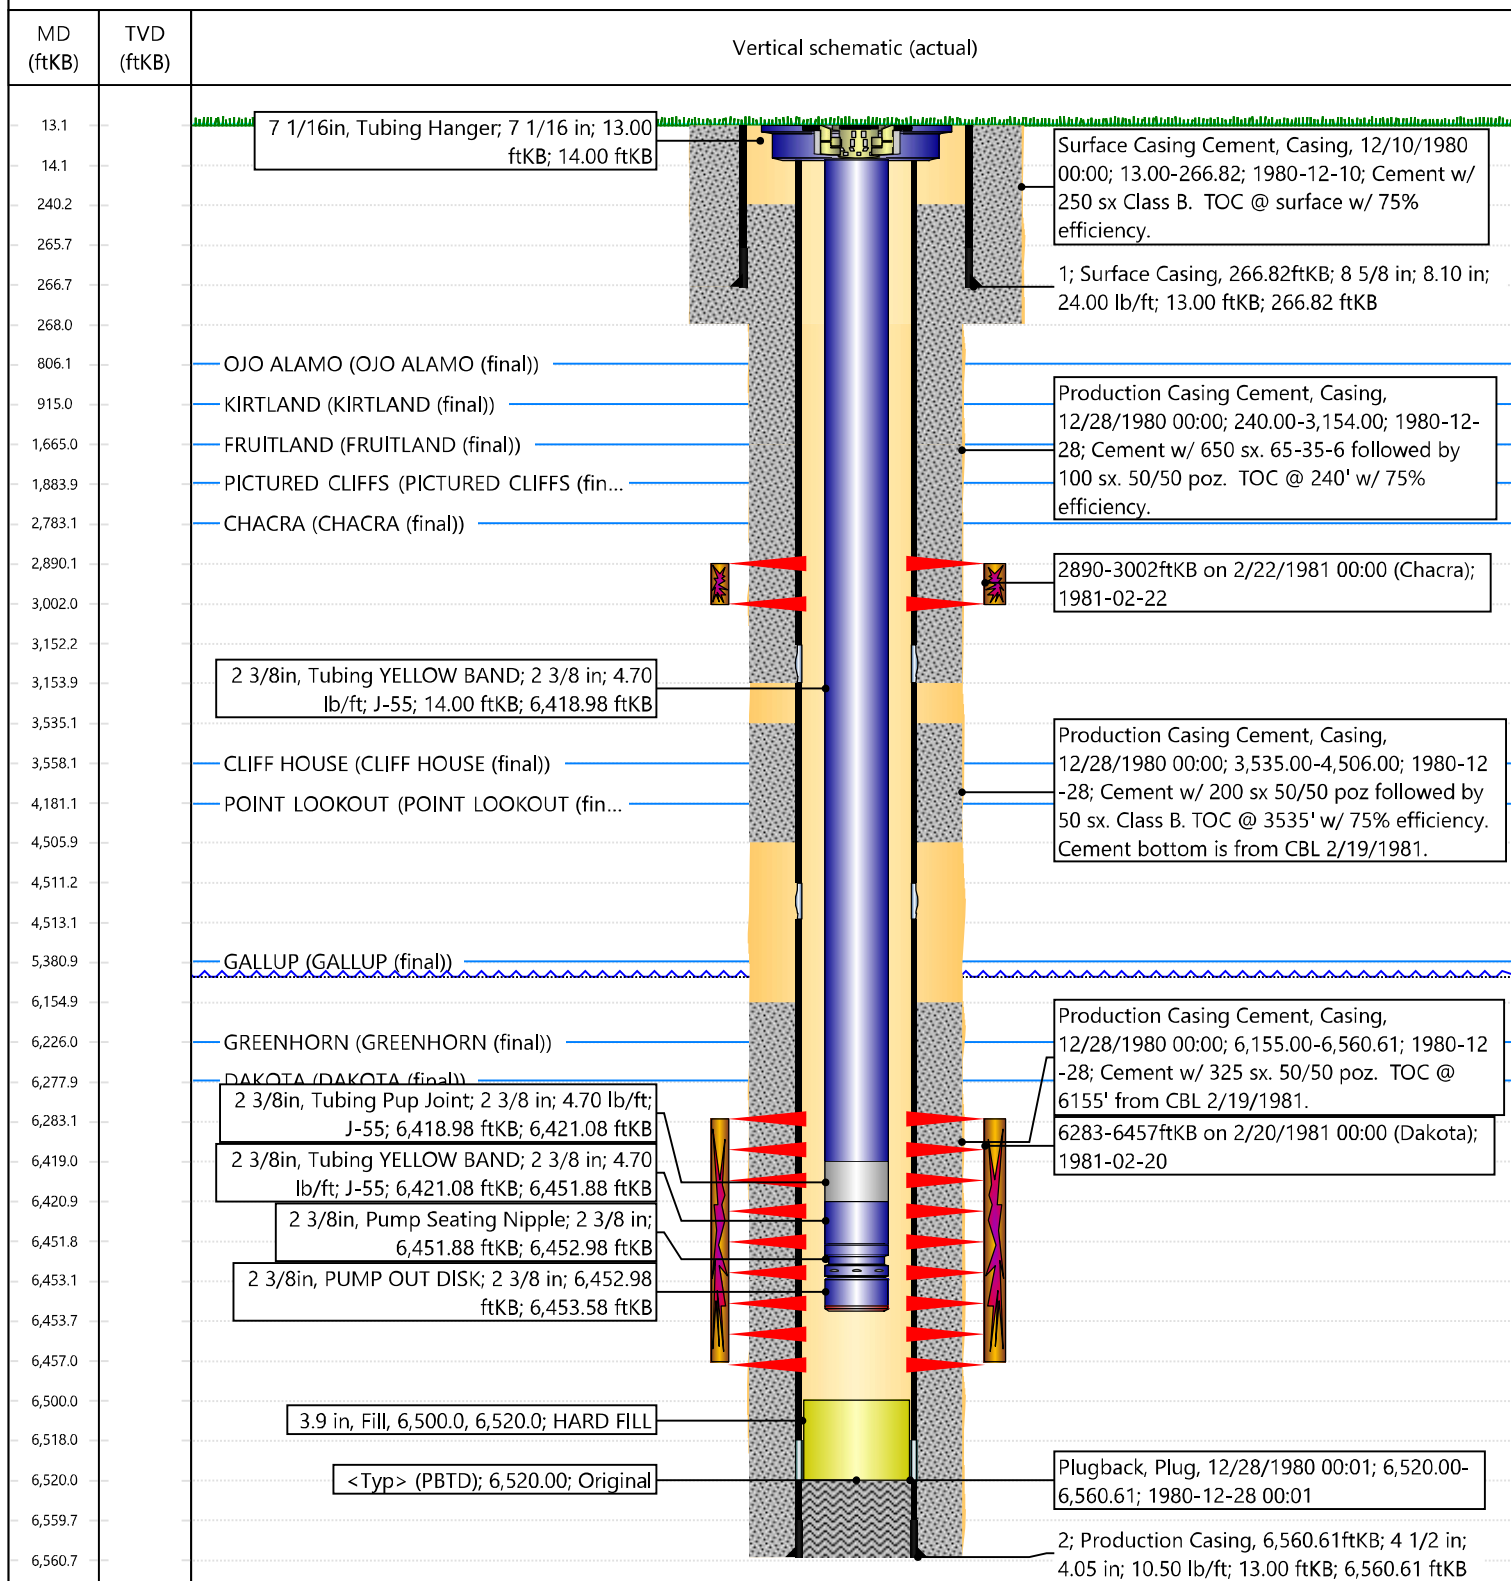 MD
(ftKB)
TVD
(ftKB)
Vertical schematic (actual)
13.1
14.1
240.2
265.7
266.7
268.0
806.1
915.0
1,665.0
1,883.9
2,783.1
2,890.1
3,002.0
3,152.2
3,153.9
3,535.1
3,558.1
4,181.1
4,505.9
4,511.2
4,513.1
5,380.9
6,154.9
6,226.0
6,277.9
6,283.1
6,419.0
6,420.9
6,451.8
6,453.1
6,453.7
6,457.0
6,500.0
6,518.0
6,520.0
6,559.7
6,560.7
7 1/16in, Tubing Hanger; 7 1/16 in; 13.00
ftKB; 14.00 ftKB
OJO ALAMO (OJO ALAMO (final))
KIRTLAND (KIRTLAND (final))
FRUITLAND (FRUITLAND (final))
PICTURED CLIFFS (PICTURED CLIFFS (fin...
CHACRA (CHACRA (final))
2 3/8in, Tubing YELLOW BAND; 2 3/8 in; 4.70
lb/ft; J-55; 14.00 ftKB; 6,418.98 ftKB
CLIFF HOUSE (CLIFF HOUSE (final))
POINT LOOKOUT (POINT LOOKOUT (fin...
GALLUP (GALLUP (final))
GREENHORN (GREENHORN (final))
DAKOTA (DAKOTA (final))
2 3/8in, Tubing Pup Joint; 2 3/8 in; 4.70 lb/ft;
J-55; 6,418.98 ftKB; 6,421.08 ftKB
2 3/8in, Tubing YELLOW BAND; 2 3/8 in; 4.70
lb/ft; J-55; 6,421.08 ftKB; 6,451.88 ftKB
2 3/8in, Pump Seating Nipple; 2 3/8 in;
6,451.88 ftKB; 6,452.98 ftKB
2 3/8in, PUMP OUT DISK; 2 3/8 in; 6,452.98
ftKB; 6,453.58 ftKB
3.9 in, Fill, 6,500.0, 6,520.0; HARD FILL
<Typ> (PBTD); 6,520.00; Original
Surface Casing Cement, Casing, 12/10/1980
00:00; 13.00-266.82; 1980-12-10; Cement w/
250 sx Class B.  TOC @ surface w/ 75%
efficiency.
1; Surface Casing, 266.82ftKB; 8 5/8 in; 8.10 in;
24.00 lb/ft; 13.00 ftKB; 266.82 ftKB
Production Casing Cement, Casing,
12/28/1980 00:00; 240.00-3,154.00; 1980-12-
28; Cement w/ 650 sx. 65-35-6 followed by
100 sx. 50/50 poz.  TOC @ 240' w/ 75%
efficiency.
2890-3002ftKB on 2/22/1981 00:00 (Chacra);
1981-02-22
Production Casing Cement, Casing,
12/28/1980 00:00; 3,535.00-4,506.00; 1980-12
-28; Cement w/ 200 sx 50/50 poz followed by
50 sx. Class B. TOC @ 3535' w/ 75% efficiency.
Cement bottom is from CBL 2/19/1981.
Production Casing Cement, Casing,
12/28/1980 00:00; 6,155.00-6,560.61; 1980-12
-28; Cement w/ 325 sx. 50/50 poz.  TOC @
6155' from CBL 2/19/1981.
6283-6457ftKB on 2/20/1981 00:00 (Dakota);
1981-02-20
Plugback, Plug, 12/28/1980 00:01; 6,520.00-
6,560.61; 1980-12-28 00:01
2; Production Casing, 6,560.61ftKB; 4 1/2 in;
4.05 in; 10.50 lb/ft; 13.00 ftKB; 6,560.61 ftKB